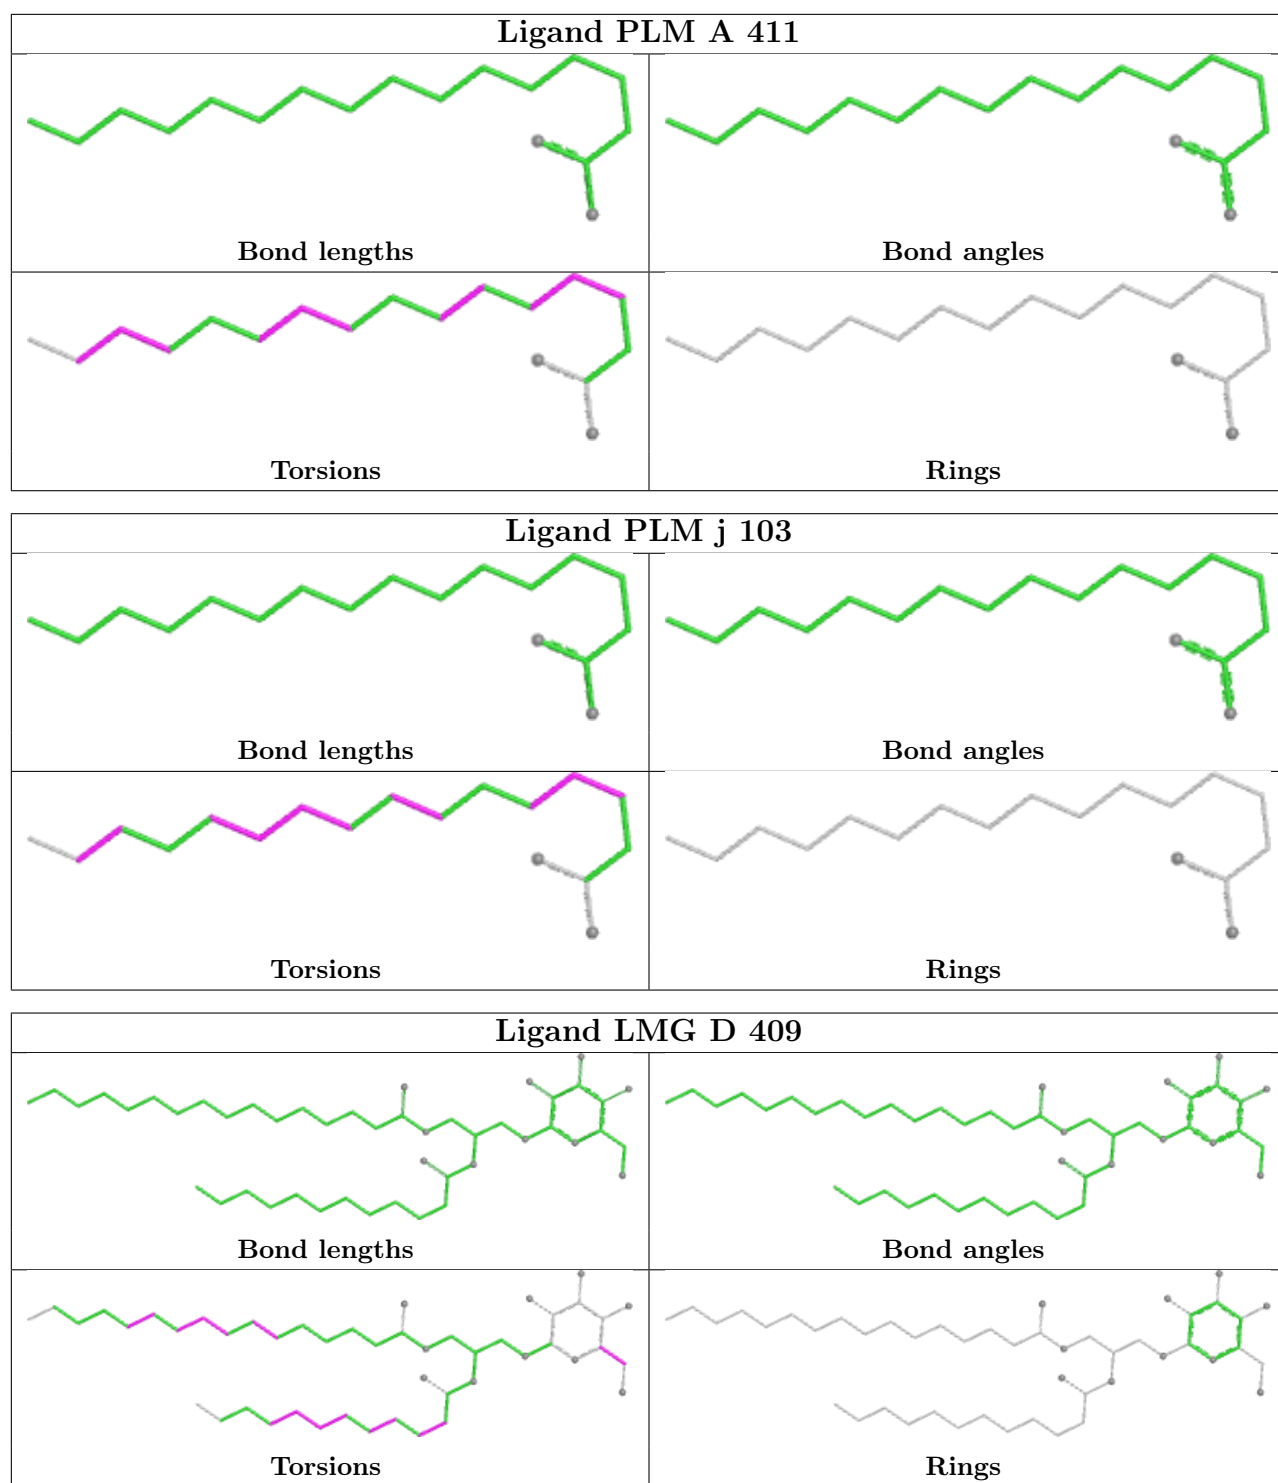 Ligand PLM A 411
Bond lengths
Bond angles
Torsions
Rings
Ligand PLM j 103
Bond lengths
Bond angles
Torsions
Rings
Ligand LMG D 409
Bond lengths
Bond angles
Torsions
Rings